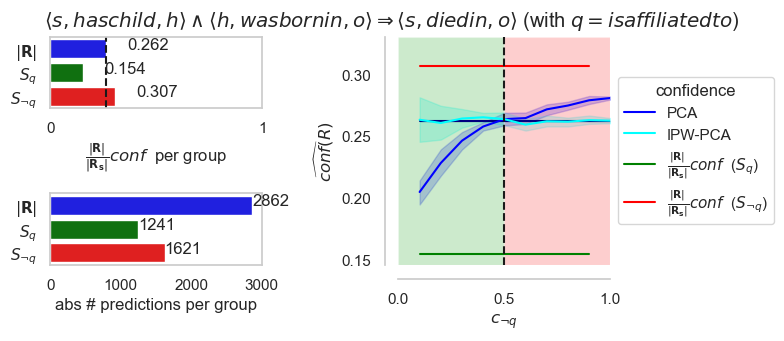 ⟨s, haschild, h⟩ ∧ ⟨h, wasbornin, o⟩ ⇒ ⟨s, diedin, o⟩ (with q = isaffiliatedto)
|R| 0.262
S_q 0.154
S_¬q 0.307
0 1
|R|/|R_s| conf per group
|R| 2862
S_q 1241
S_¬q 1621
0 1000 2000 3000
abs # predictions per group
0.30
0.25
0.20
0.15
conf(R)
0.0 0.5 1.0
c_¬q
confidence
PCA
IPW-PCA
|R|/|R_s| conf (S_q)
|R|/|R_s| conf (S_¬q)